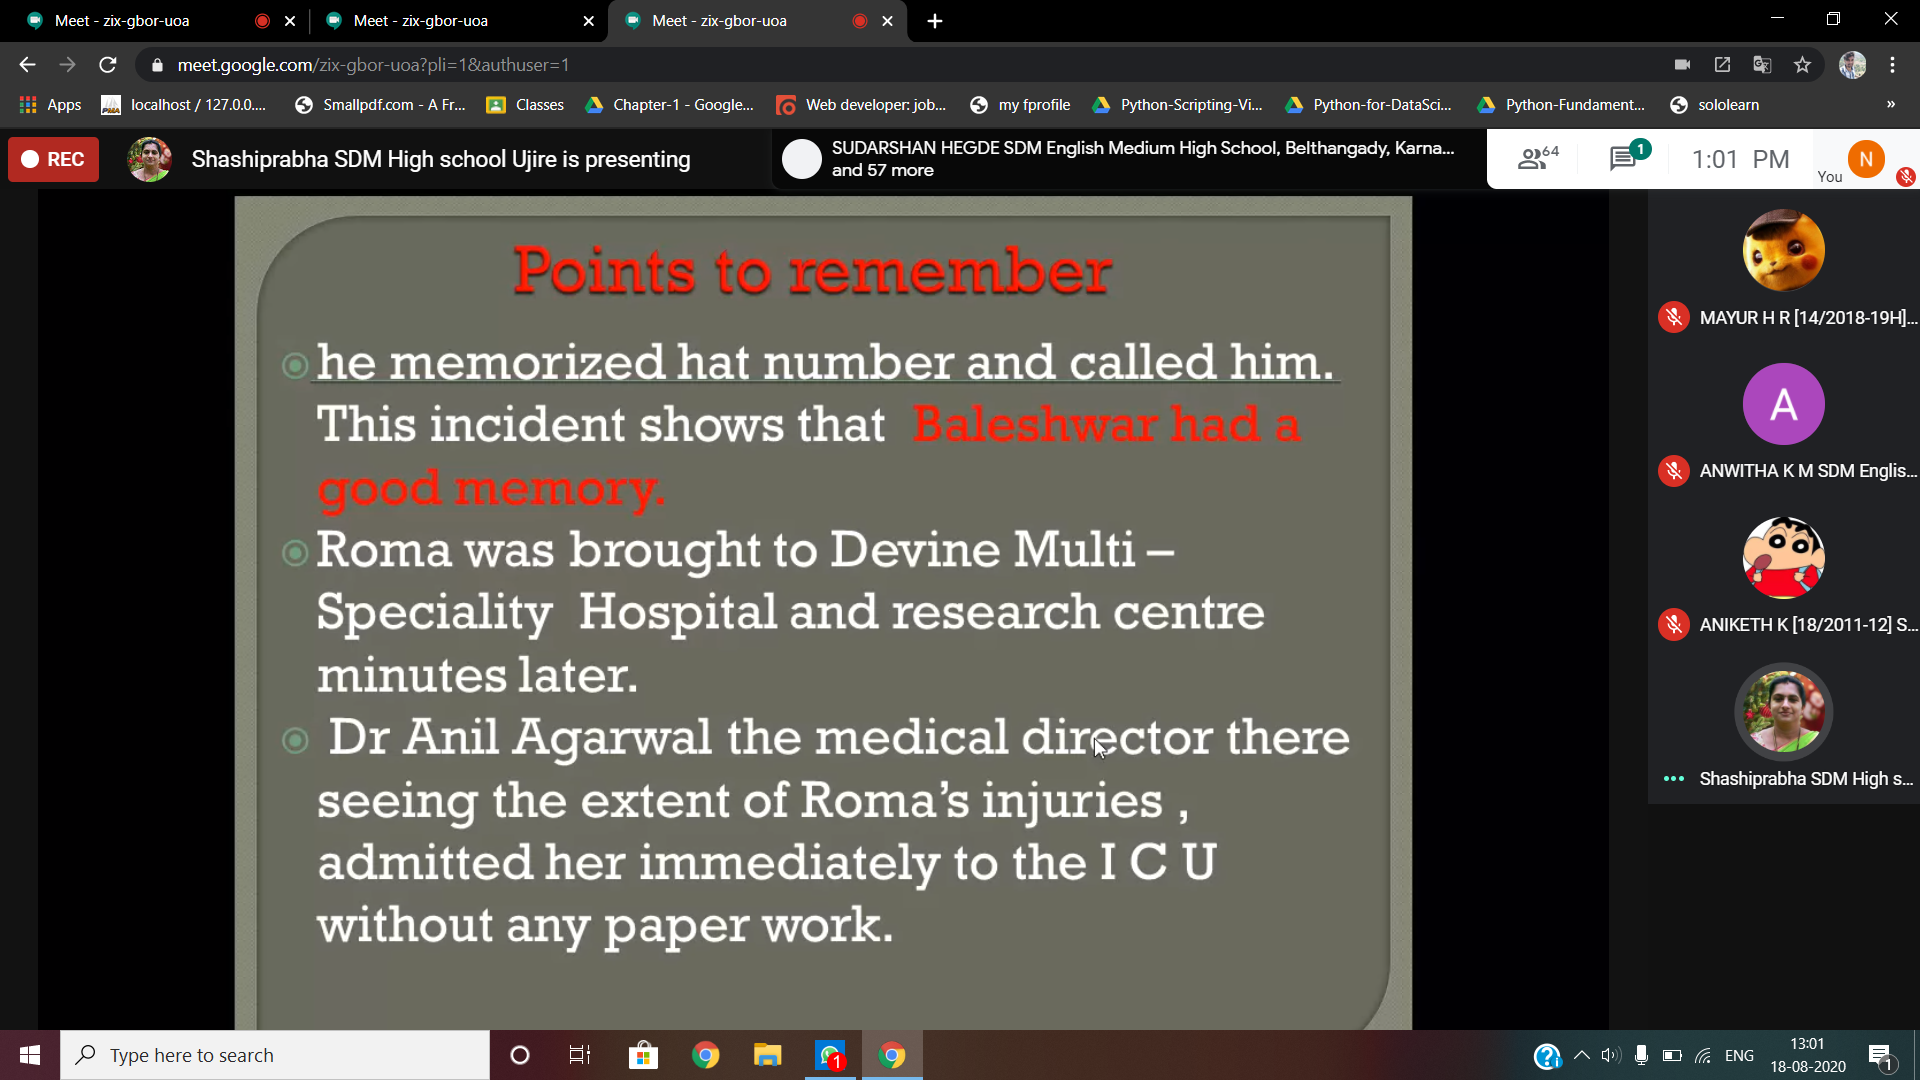 Meet - zix-gbor-uoa
Meet - zix-gbor-uoa
Meet - zix-gbor-uoa
meet.google.com/zix-gbor-uoa?pli=1&authuser=1
Apps
localhost / 127.0.0....
Smallpdf.com - A Fr...
Classes
Chapter-1 - Google...
Web developer: job...
my fprofile
Python-Scripting-Vi...
Python-for-DataSci...
Python-Fundament...
sololearn
»
REC
Shashiprabha SDM High school Ujire is presenting
SUDARSHAN HEGDE SDM English Medium High School, Belthangady, Karna...
and 57 more
64
1
1:01 PM
You
N
Points to remember
he memorized hat number and called him.
This incident shows that Baleshwar had a
good memory.
Roma was brought to Devine Multi –
Speciality Hospital and research centre
minutes later.
Dr Anil Agarwal the medical director there
seeing the extent of Roma's injuries ,
admitted her immediately to the I C U
without any paper work.
MAYUR H R [14/2018-19H]...
A
ANWITHA K M SDM Englis...
ANIKETH K [18/2011-12] S...
Shashiprabha SDM High s...
Type here to search
1
ENG
13:01
18-08-2020
1